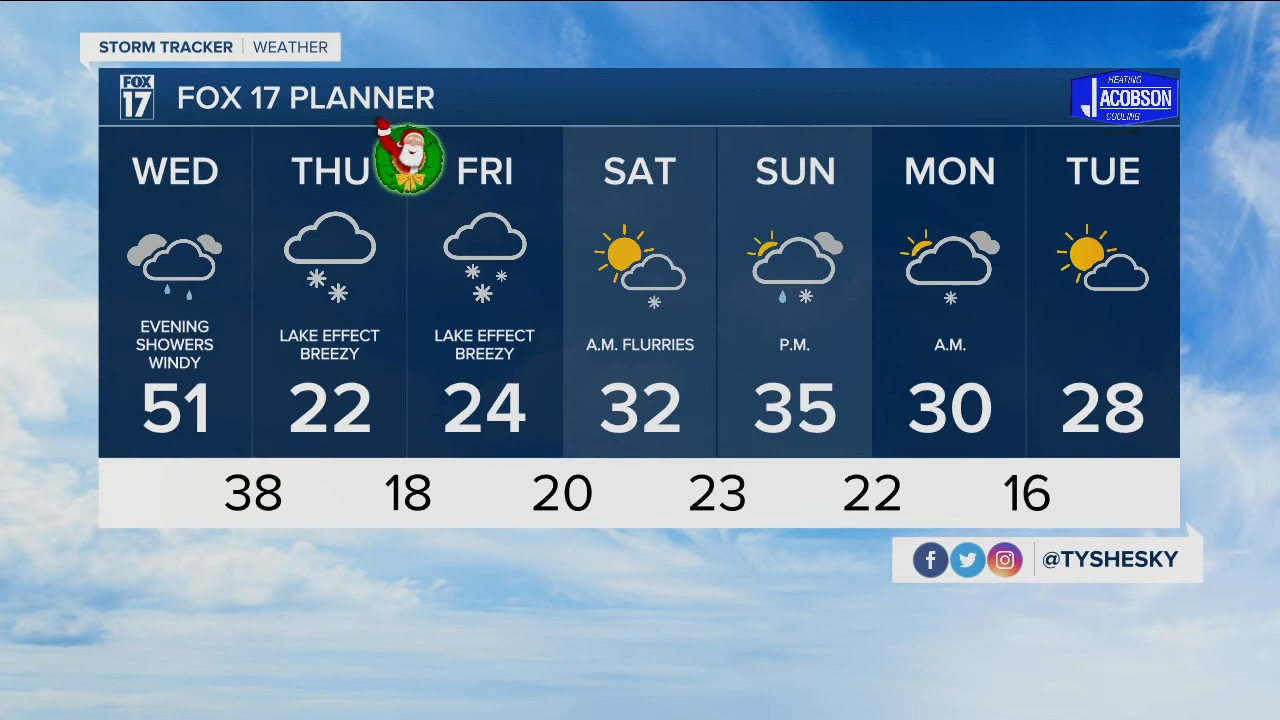 STORM TRACKER | WEATHER
FOX 17
FOX 17 PLANNER
HEATING
JACOBSON
COOLING
WED
THU
FRI
SAT
SUN
MON
TUE
EVENING
SHOWERS
WINDY
LAKE EFFECT
BREEZY
LAKE EFFECT
BREEZY
A.M. FLURRIES
P.M.
A.M.
51
22
24
32
35
30
28
38
18
20
23
22
16
f
@TYSHESKY